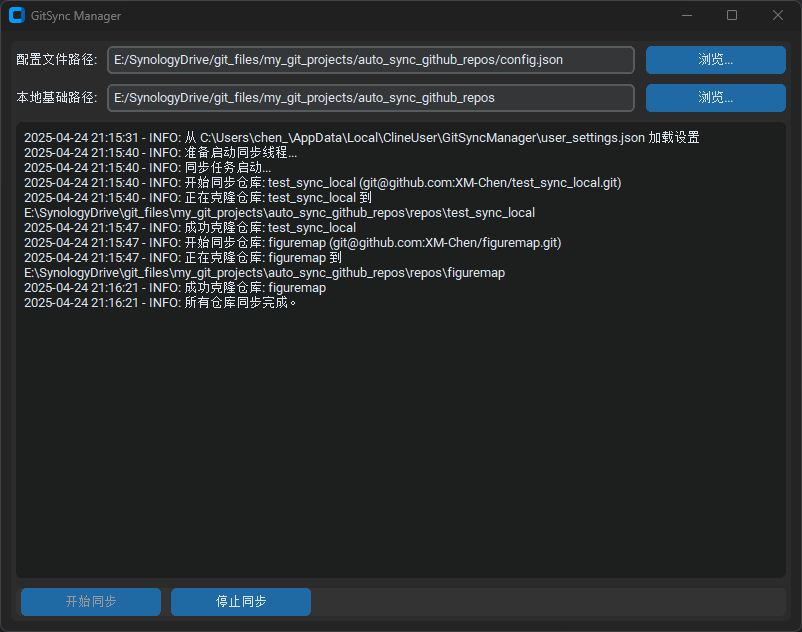 GitSync Manager
配置文件路径: E:/SynologyDrive/git_files/my_git_projects/auto_sync_github_repos/config.json 浏览...
本地基础路径: E:/SynologyDrive/git_files/my_git_projects/auto_sync_github_repos 浏览...
2025-04-24 21:15:31 - INFO: 从 C:\Users\chen_\AppData\Local\ClineUser\GitSyncManager\user_settings.json 加载设置
2025-04-24 21:15:40 - INFO: 准备启动同步线程...
2025-04-24 21:15:40 - INFO: 同步任务启动...
2025-04-24 21:15:40 - INFO: 开始同步仓库: test_sync_local (git@github.com:XM-Chen/test_sync_local.git)
2025-04-24 21:15:40 - INFO: 正在克隆仓库: test_sync_local 到
E:\SynologyDrive\git_files\my_git_projects\auto_sync_github_repos\repos\test_sync_local
2025-04-24 21:15:47 - INFO: 成功克隆仓库: test_sync_local
2025-04-24 21:15:47 - INFO: 开始同步仓库: figuremap (git@github.com:XM-Chen/figuremap.git)
2025-04-24 21:15:47 - INFO: 正在克隆仓库: figuremap 到
E:\SynologyDrive\git_files\my_git_projects\auto_sync_github_repos\repos\figuremap
2025-04-24 21:16:21 - INFO: 成功克隆仓库: figuremap
2025-04-24 21:16:21 - INFO: 所有仓库同步完成。
开始同步 停止同步